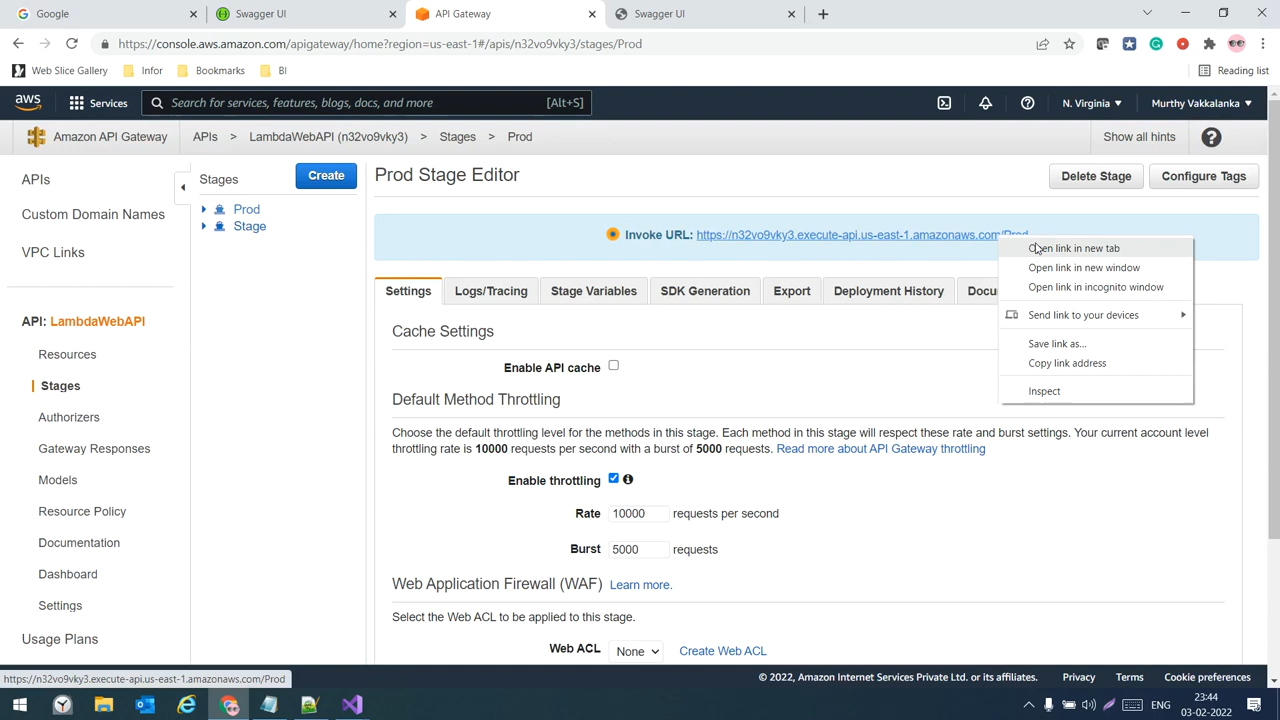 Google
Swagger UI
API Gateway
Swagger UI
https://console.aws.amazon.com/apigateway/home?region=us-east-1#/apis/n32vo9vky3/stages/Prod
Web Slice Gallery
Infor
Bookmarks
BI
Reading list
aws
Services
Search for services, features, blogs, docs, and more
[Alt+S]
N. Virginia
Murthy Vakkalanka
Amazon API Gateway
APIs > LambdaWebAPI (n32vo9vky3) > Stages > Prod
Show all hints
APIs
Custom Domain Names
VPC Links
API: LambdaWebAPI
Resources
Stages
Authorizers
Gateway Responses
Models
Resource Policy
Documentation
Dashboard
Settings
Usage Plans
Stages
Create
Prod
Stage
Prod Stage Editor
Delete Stage
Configure Tags
Invoke URL: https://n32vo9vky3.execute-api.us-east-1.amazonaws.com/Prod
Settings
Logs/Tracing
Stage Variables
SDK Generation
Export
Deployment History
Open link in new tab
Open link in new window
Open link in incognito window
Send link to your devices
Save link as...
Copy link address
Inspect
Cache Settings
Enable API cache
Default Method Throttling
Choose the default throttling level for the methods in this stage. Each method in this stage will respect these rate and burst settings. Your current account level
throttling rate is 10000 requests per second with a burst of 5000 requests. Read more about API Gateway throttling
Enable throttling
Rate 10000 requests per second
Burst 5000 requests
Web Application Firewall (WAF) Learn more.
Select the Web ACL to be applied to this stage.
Web ACL None Create Web ACL
© 2022, Amazon Internet Services Private Ltd. or its affiliates.
Privacy
Terms
Cookie preferences
https://n32vo9vky3.execute-api.us-east-1.amazonaws.com/Prod
ENG
23:44
03-02-2022